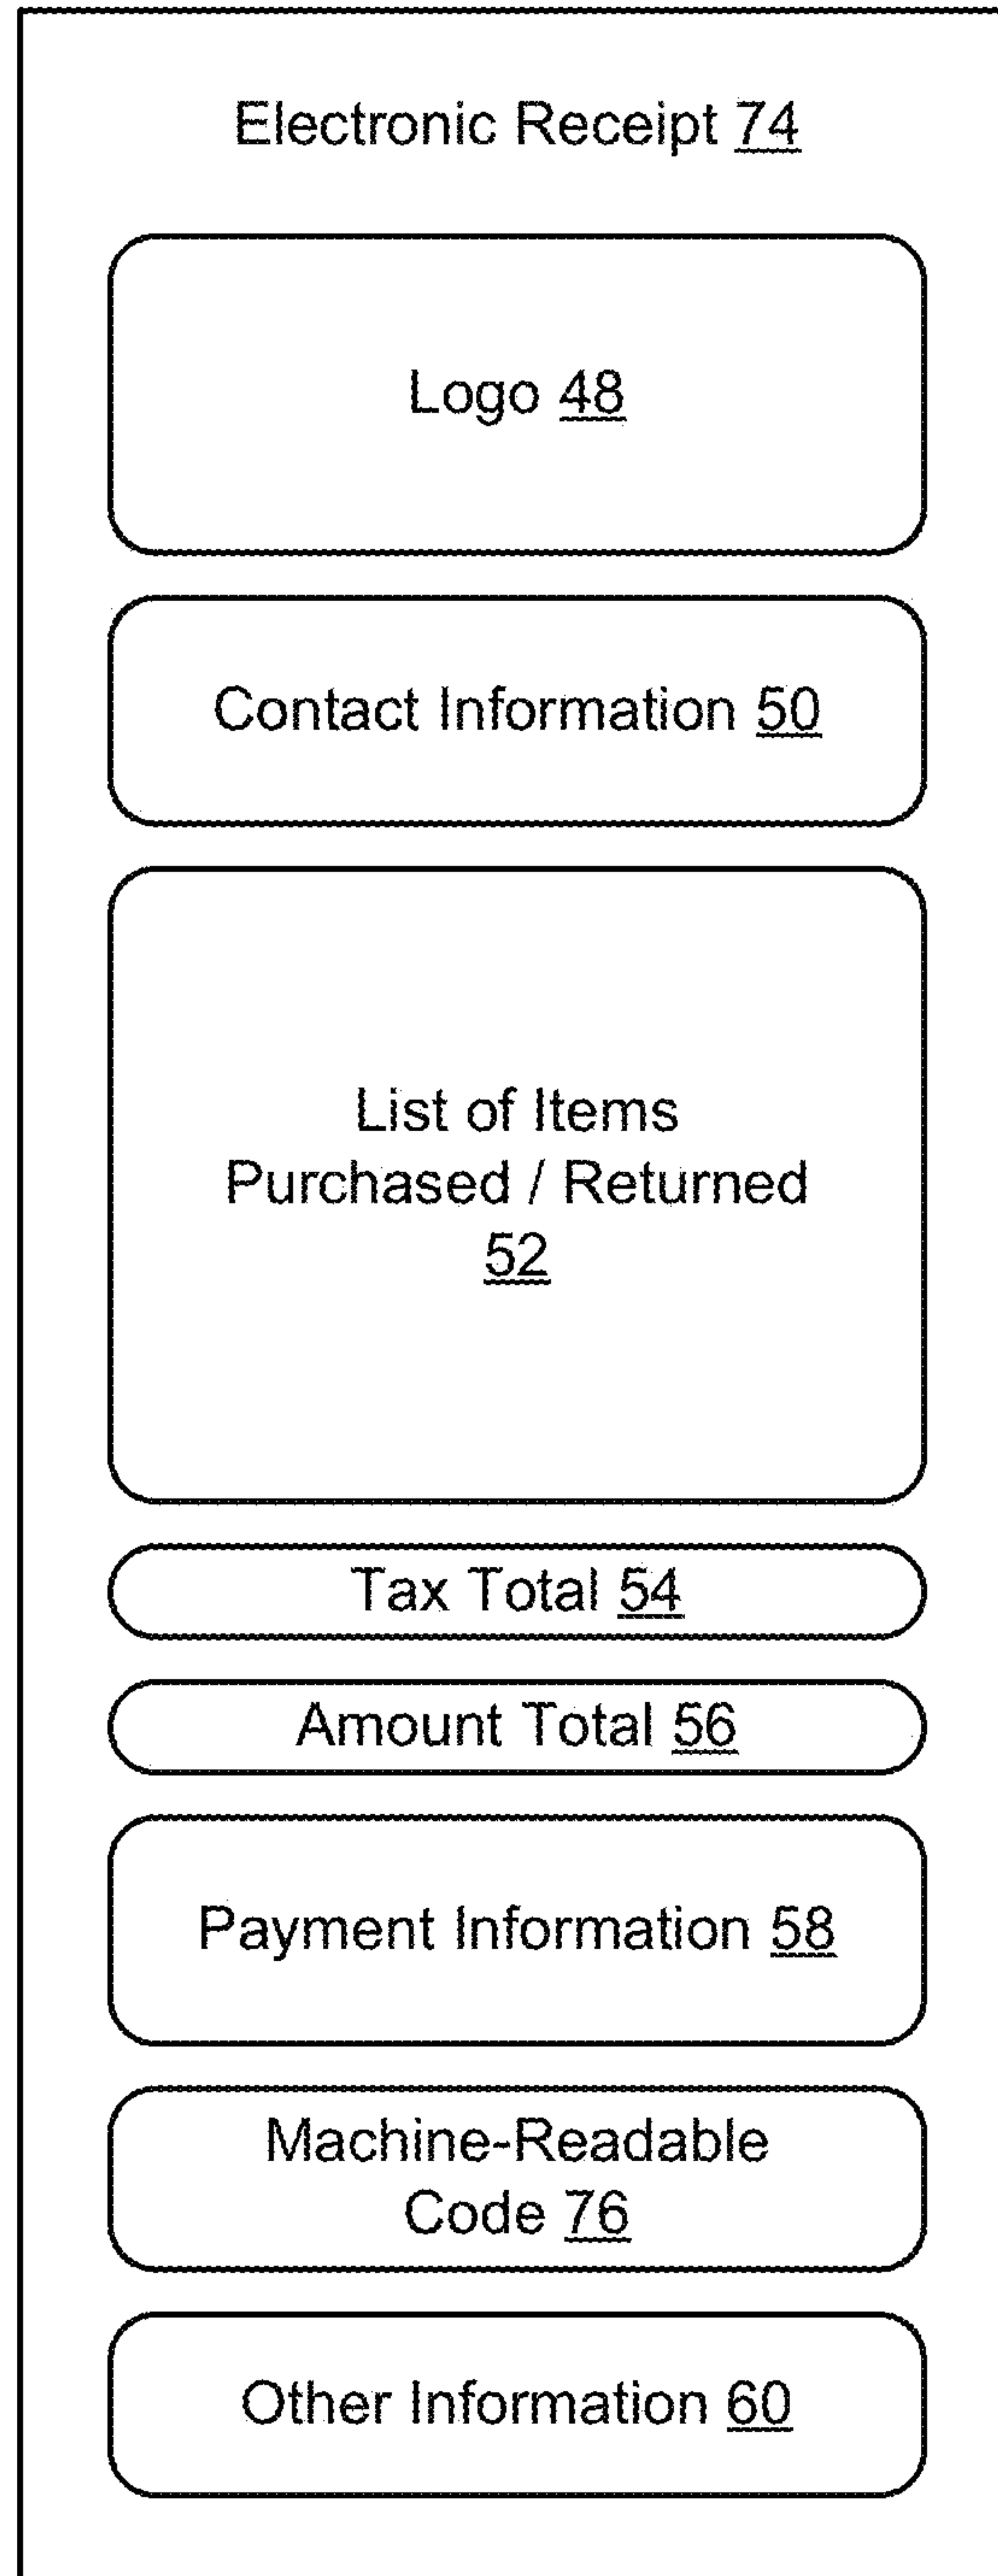 Electronic Receipt 74
Logo 48
Contact Information 50
List of Items
Purchased / Returned
52
Tax Total 54
Amount Total 56
Payment Information 58
Machine-Readable
Code 76
Other Information 60